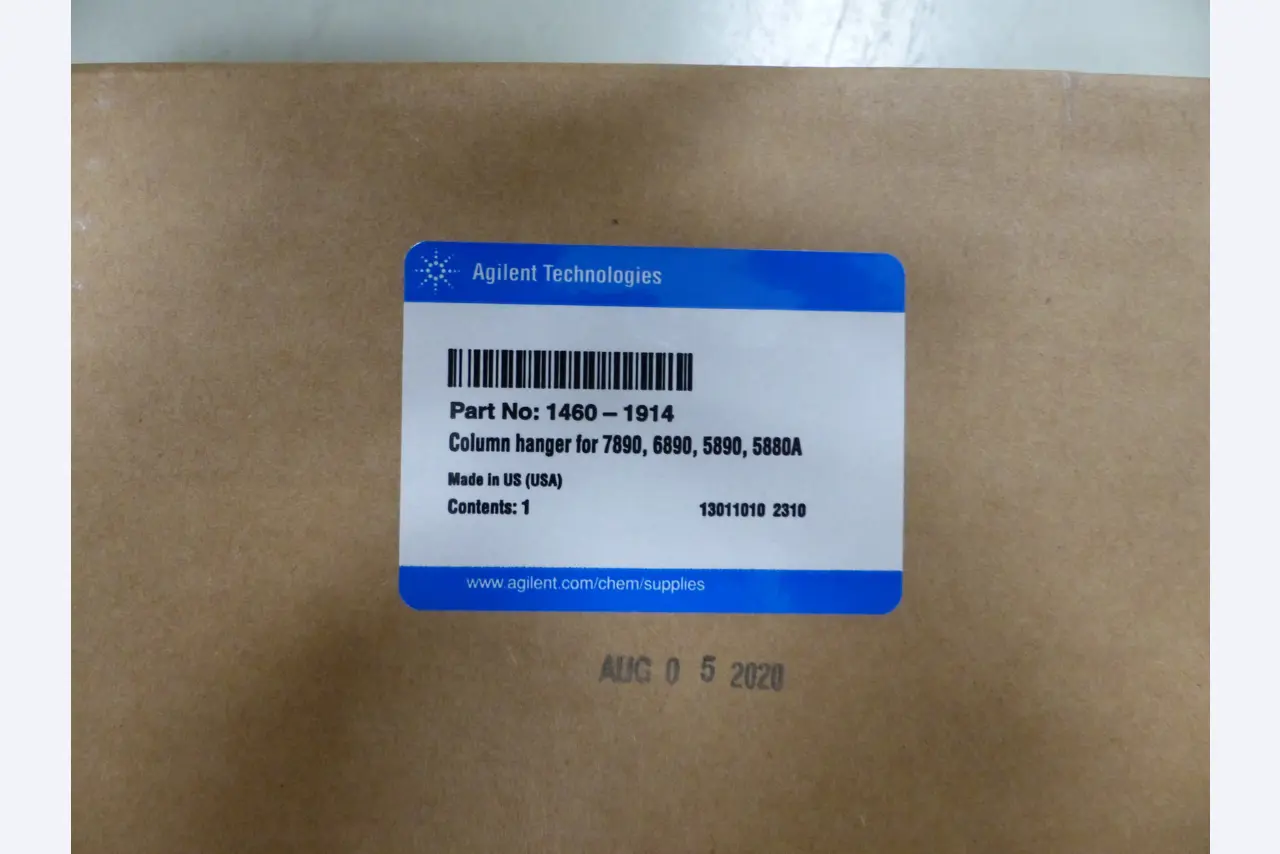 Agilent Technologies
Part No: 1460 – 1914
Column hanger for 7890, 6890, 5890, 5880A
Made in US (USA)
Contents: 1 13011010 2310
www.agilent.com/chem/supplies
AUG 0 5 2020